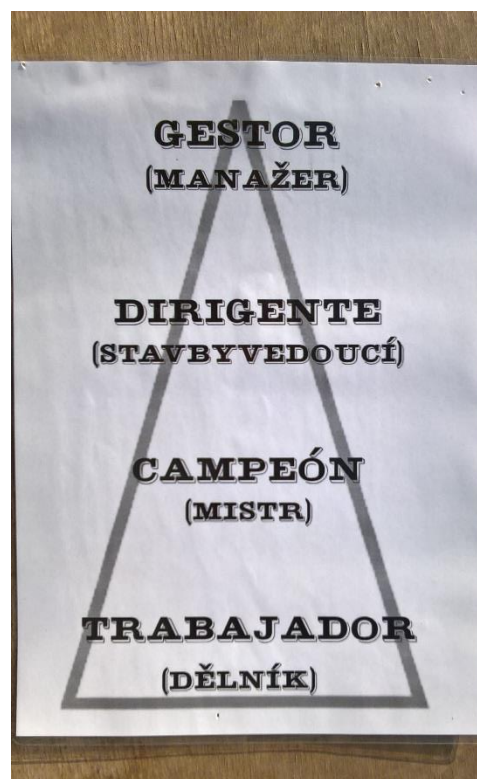 GESTOR
(MANAŽER)
DIRIGENTE
(STAVBYVEDOUCÍ)
CAMPEÓN
(MISTR)
TRABAJADOR
(DĚLNÍK)